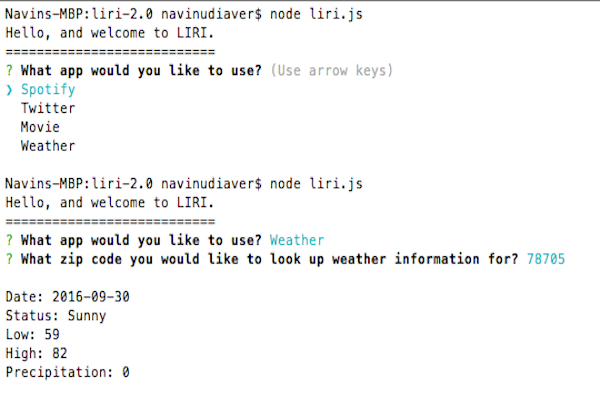 Navins-MBP:liri-2.0 navinudiaver$ node liri.js
Hello, and welcome to LIRI.
===========================
? What app would you like to use? (Use arrow keys)
❯ Spotify
  Twitter
  Movie
  Weather
Navins-MBP:liri-2.0 navinudiaver$ node liri.js
Hello, and welcome to LIRI.
===========================
? What app would you like to use? Weather
? What zip code you would like to look up weather information for? 78705
Date: 2016-09-30
Status: Sunny
Low: 59
High: 82
Precipitation: 0